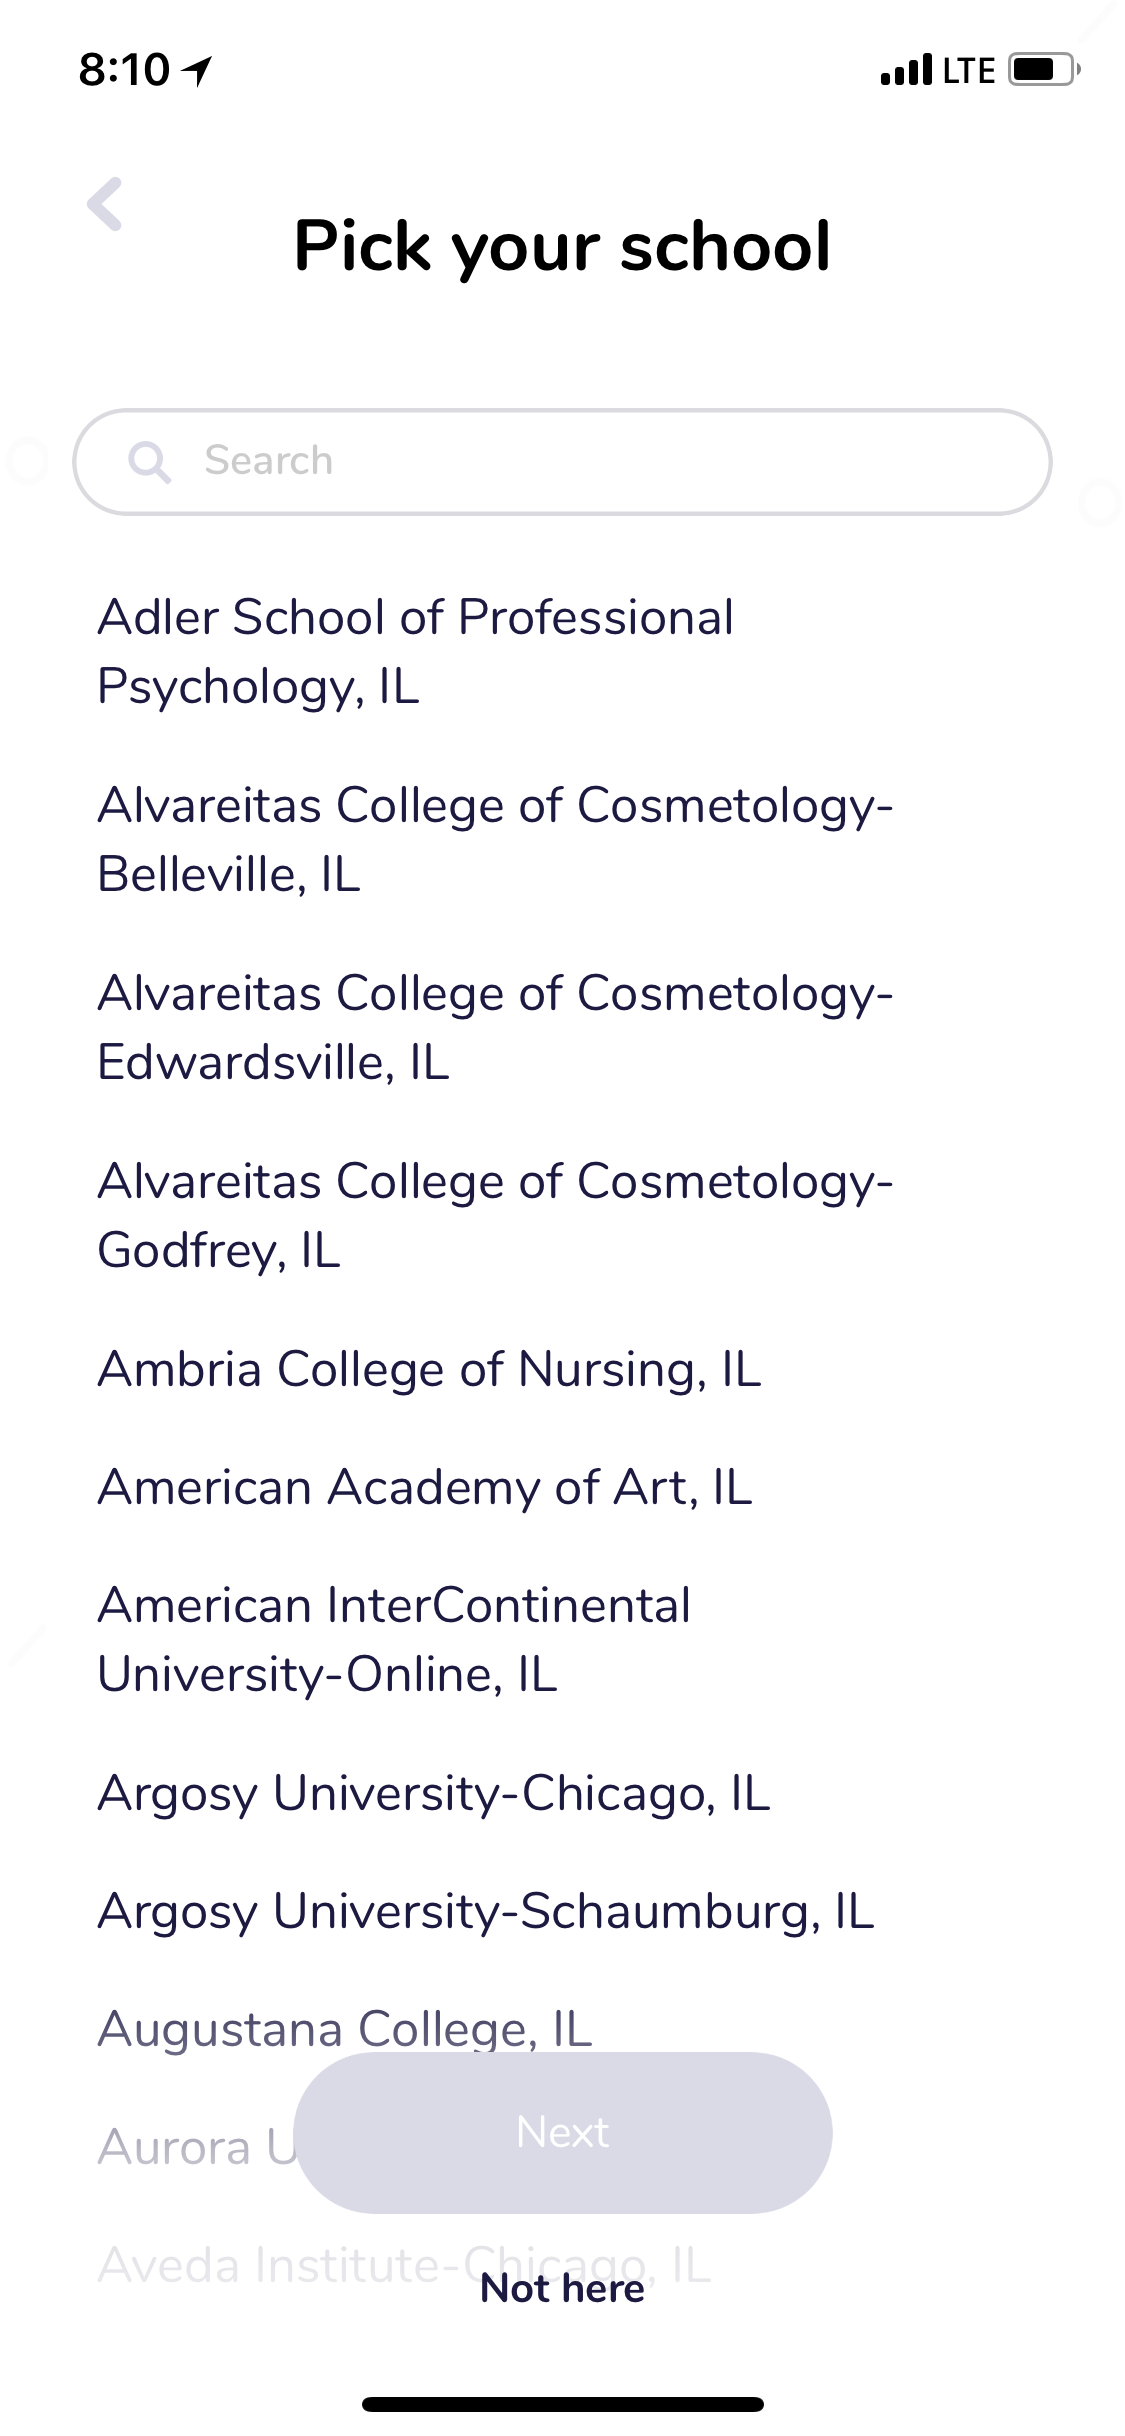 8:10
LTE
Pick your school
Search
Adler School of Professional
Psychology, IL
Alvareitas College of Cosmetology-
Belleville, IL
Alvareitas College of Cosmetology-
Edwardsville, IL
Alvareitas College of Cosmetology-
Godfrey, IL
Ambria College of Nursing, IL
American Academy of Art, IL
American InterContinental
University-Online, IL
Argosy University-Chicago, IL
Argosy University-Schaumburg, IL
Augustana College, IL
Aurora U
Next
Aveda Institute-Chicago, IL
Not here